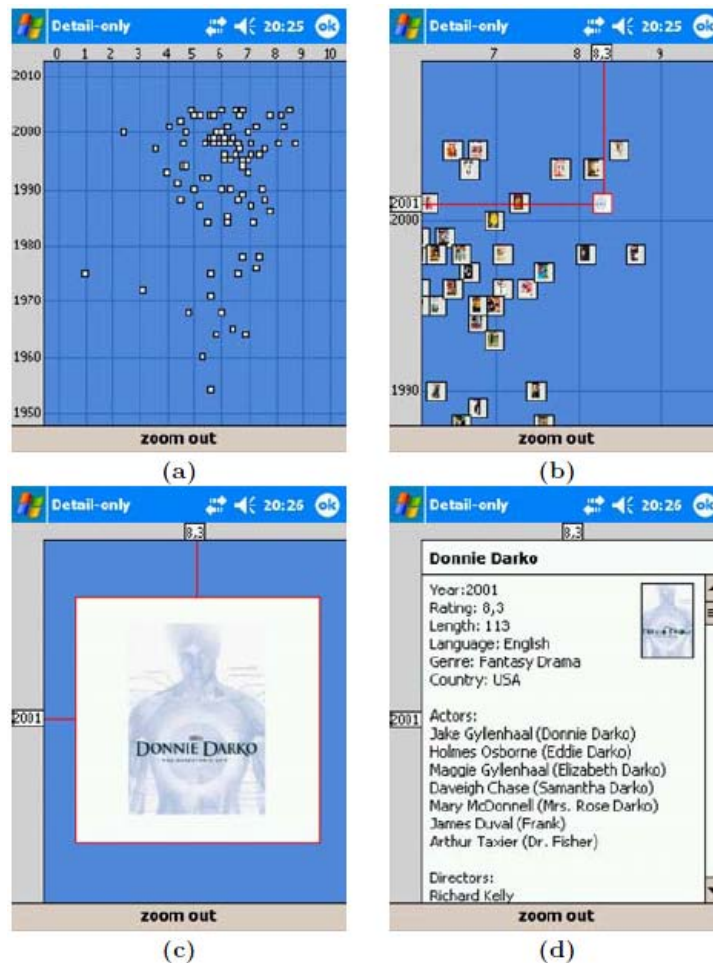 Detail-only 20:25 ok
0 1 2 3 4 5 6 7 8 9 10
2010
2000
1990
1980
1970
1960
1950
zoom out
(a)
Detail-only 20:25 ok
7 8 8,3 9
2001
2000
1990
zoom out
(b)
Detail-only 20:26 ok
8,3
2001
DONNIE DARKO
zoom out
(c)
Detail-only 20:26 ok
8,3
Donnie Darko
Year:2001
Rating: 8,3
Length: 113
Language: English
Genre: Fantasy Drama
Country: USA
2001
Actors:
Jake Gyllenhaal (Donnie Darko)
Holmes Osborne (Eddie Darko)
Maggie Gyllenhaal (Elizabeth Darko)
Daveigh Chase (Samantha Darko)
Mary McDonnell (Mrs. Rose Darko)
James Duval (Frank)
Arthur Taxier (Dr. Fisher)
Directors:
Richard Kelly
zoom out
(d)